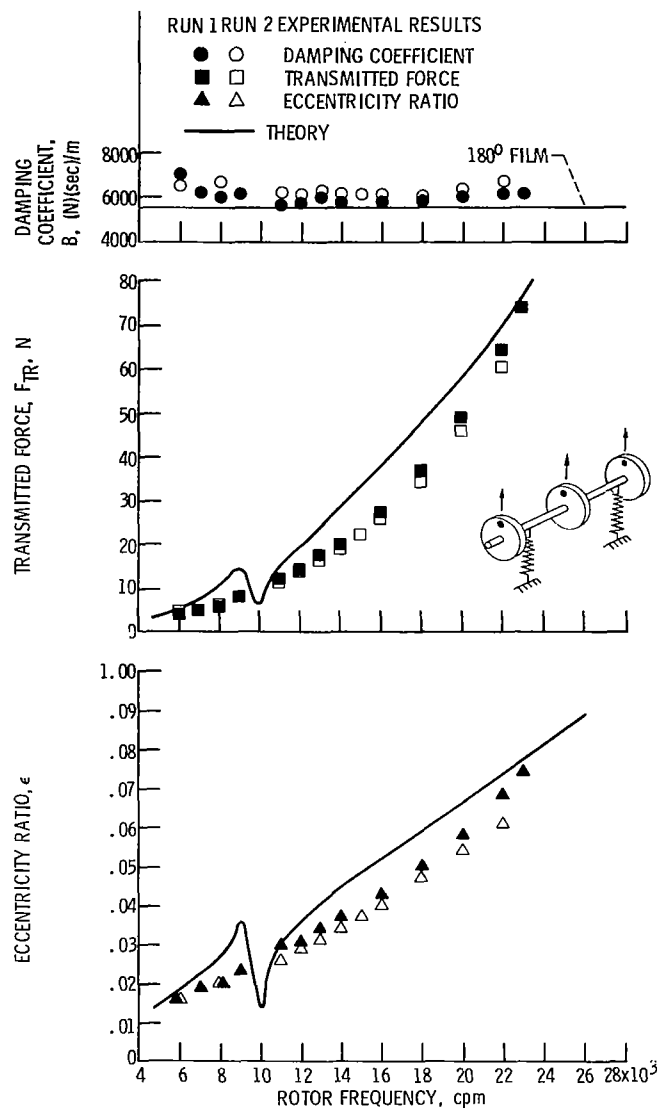 RUN 1 RUN 2 EXPERIMENTAL RESULTS
DAMPING COEFFICIENT
TRANSMITTED FORCE
ECCENTRICITY RATIO
THEORY
DAMPING
COEFFICIENT,
B, (N)(sec)/m
8000
6000
4000
180⁰ FILM
TRANSMITTED FORCE, F_TR, N
80
70
60
50
40
30
20
10
0
ECCENTRICITY RATIO, ϵ
1.00
.09
.08
.07
.06
.05
.04
.03
.02
.01
0
4 6 8 10 12 14 16 18 20 22 24 26 28x10³
ROTOR FREQUENCY, cpm